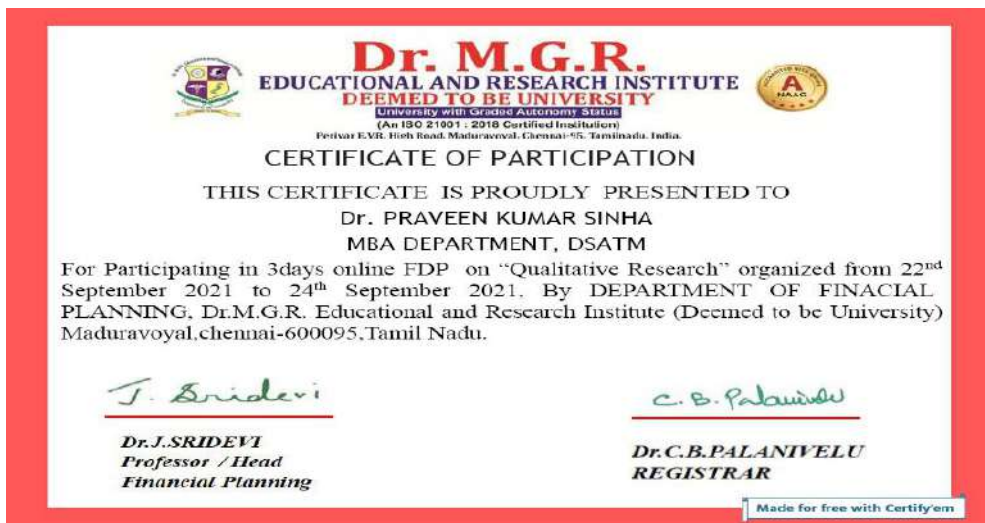 Dr. M.G.R.
EDUCATIONAL AND RESEARCH INSTITUTE
DEEMED TO BE UNIVERSITY
University with Graded Autonomy Status
(An ISO 21001 : 2018 Certified Institution)
Periyar E.V.R. High Road, Maduravoyal, Chennai-95. Tamilnadu, India.
A
NAAC
CERTIFICATE OF PARTICIPATION
THIS CERTIFICATE IS PROUDLY PRESENTED TO
Dr. PRAVEEN KUMAR SINHA
MBA DEPARTMENT, DSATM
For Participating in 3days online FDP on “Qualitative Research” organized from 22nd
September 2021 to 24th September 2021. By DEPARTMENT OF FINACIAL
PLANNING, Dr.M.G.R. Educational and Research Institute (Deemed to be University)
Maduravoyal,chennai-600095,Tamil Nadu.
J. Sridevi
C. B. Palanivelu
Dr.J.SRIDEVI
Professor / Head
Financial Planning
Dr.C.B.PALANIVELU
REGISTRAR
Made for free with Certify'em